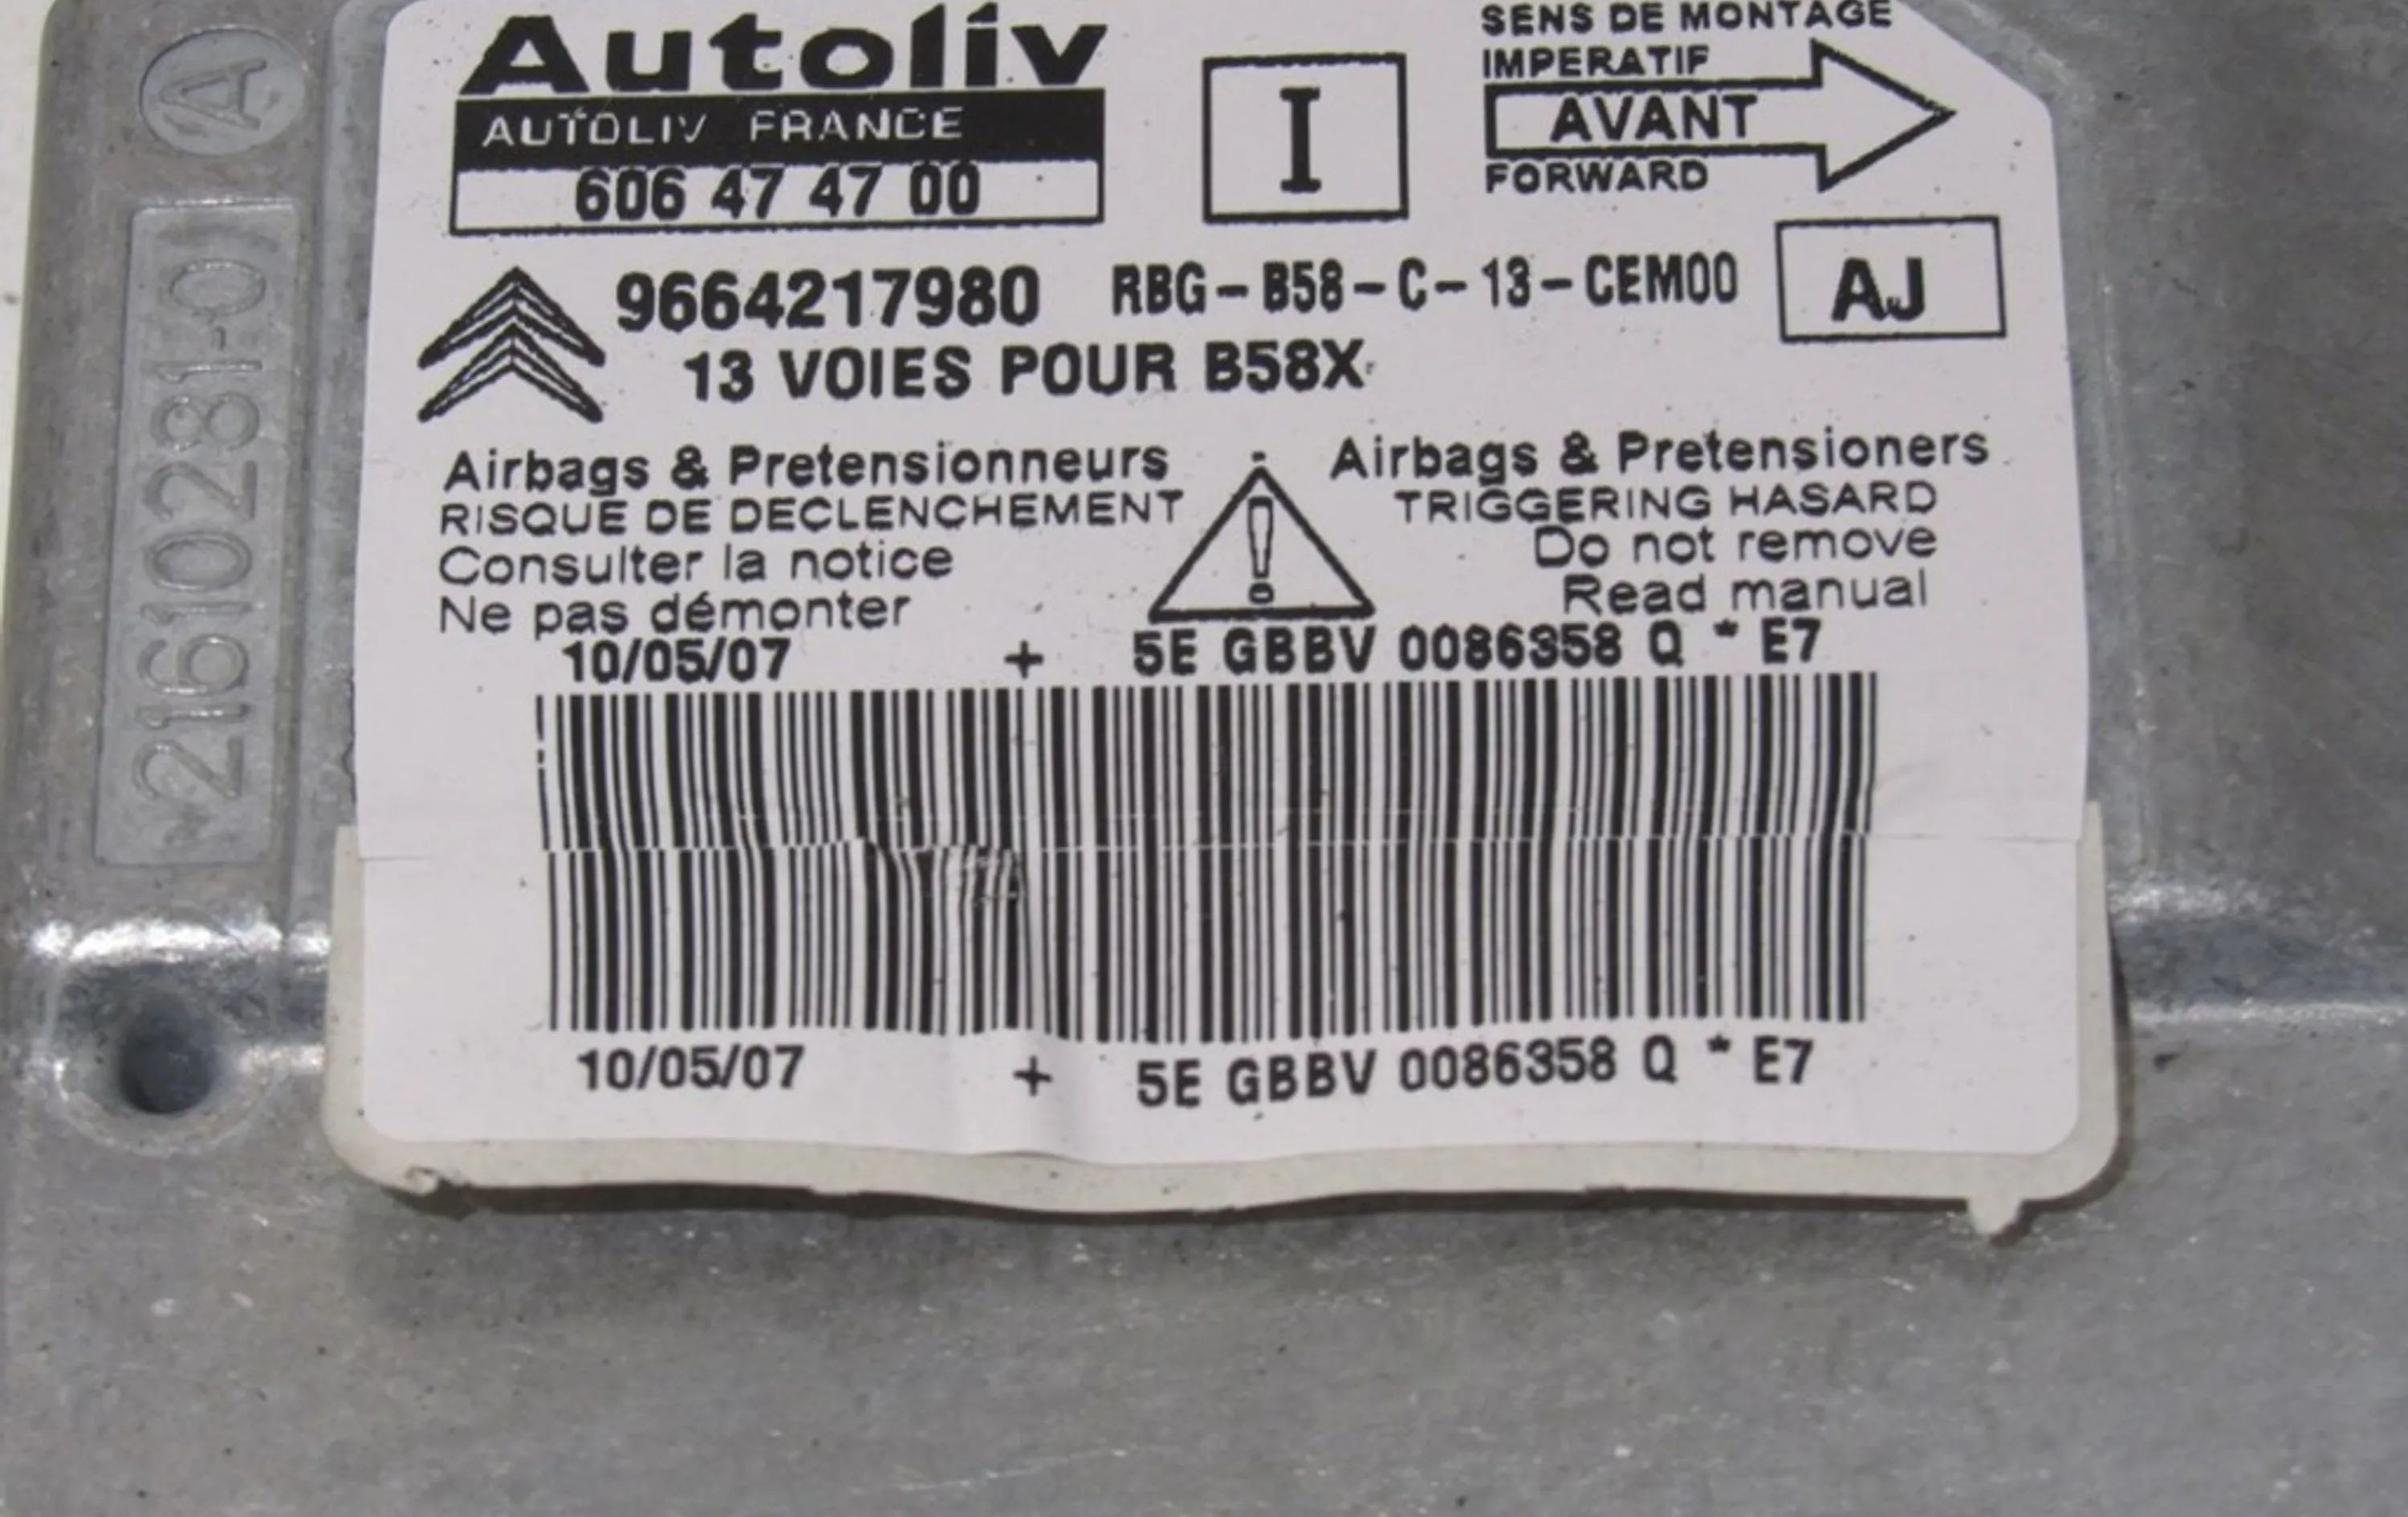 Autoliv
AUTOLIV FRANCE
606 47 47 00
I
SENS DE MONTAGE
IMPERATIF
AVANT
FORWARD
9664217980 RBG-B58-C-13-CEM00
AJ
13 VOIES POUR B58X
Airbags & Pretensionneurs
RISQUE DE DECLENCHEMENT
Consulter la notice
Ne pas démonter
Airbags & Pretensioners
TRIGGERING HASARD
Do not remove
Read manual
10/05/07 + 5E GBBV 0086358 Q * E7
10/05/07 + 5E GBBV 0086358 Q * E7
A
21610281-0)